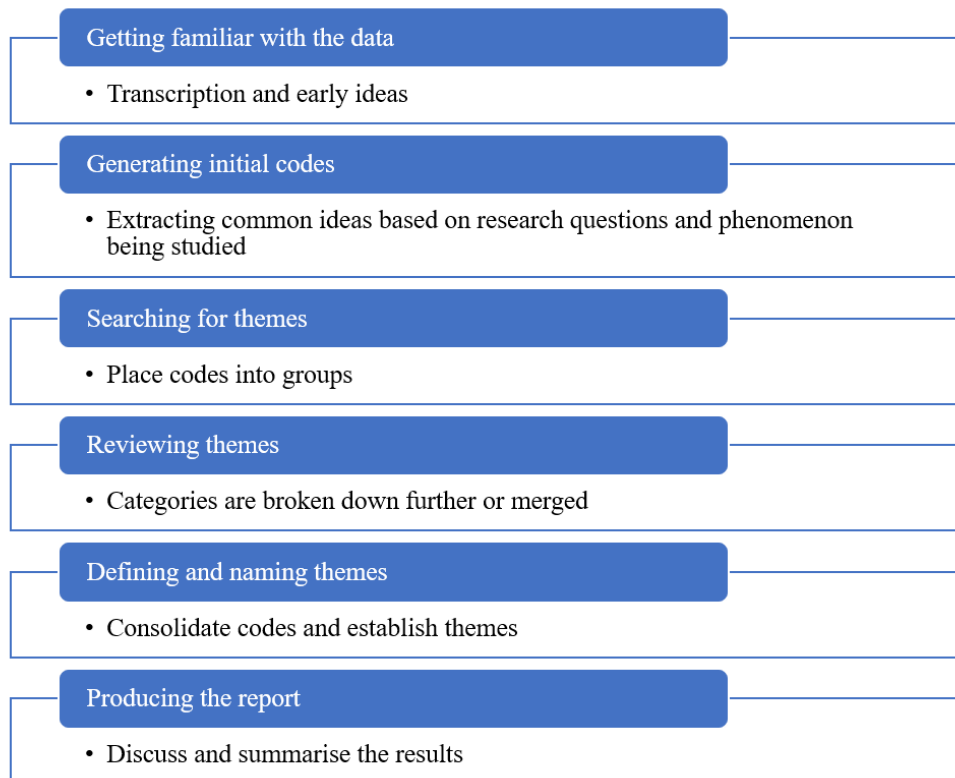 Getting familiar with the data
• Transcription and early ideas
Generating initial codes
• Extracting common ideas based on research questions and phenomenon
being studied
Searching for themes
• Place codes into groups
Reviewing themes
• Categories are broken down further or merged
Defining and naming themes
• Consolidate codes and establish themes
Producing the report
• Discuss and summarise the results